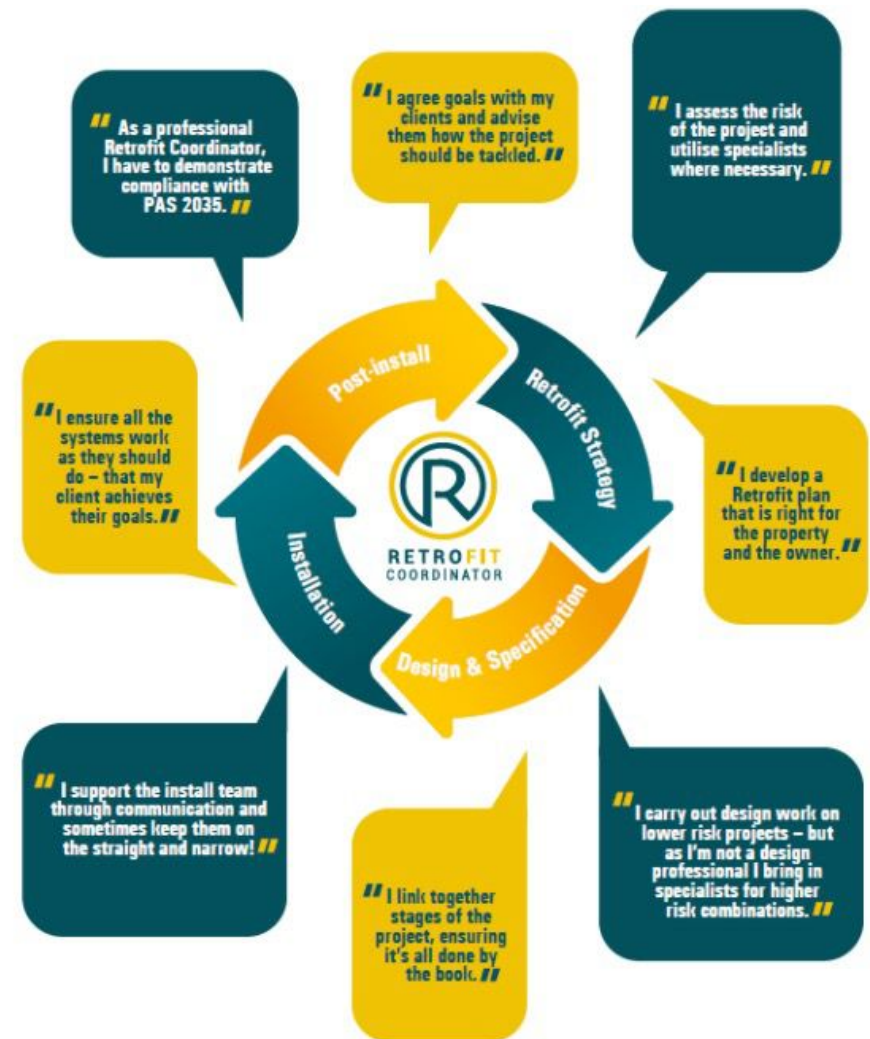 " I agree goals with my
clients and advise
them how the project
should be tackled. "
" I assess the risk
of the project and
utilise specialists
where necessary. "
" As a professional
Retrofit Coordinator,
I have to demonstrate
compliance with
PAS 2035. "
Post-install
Retrofit Strategy
" I ensure all the
systems work
as they should
do – that my
client achieves
their goals. "
R
RETROFIT
COORDINATOR
" I develop a
Retrofit plan
that is right for
the property
and the owner. "
Installation
Design & Specification
" I support the install team
through communication and
sometimes keep them on
the straight and narrow! "
" I link together
stages of the
project, ensuring
it's all done by
the book. "
" I carry out design work on
lower risk projects – but
as I'm not a design
professional I bring in
specialists for higher
risk combinations. "